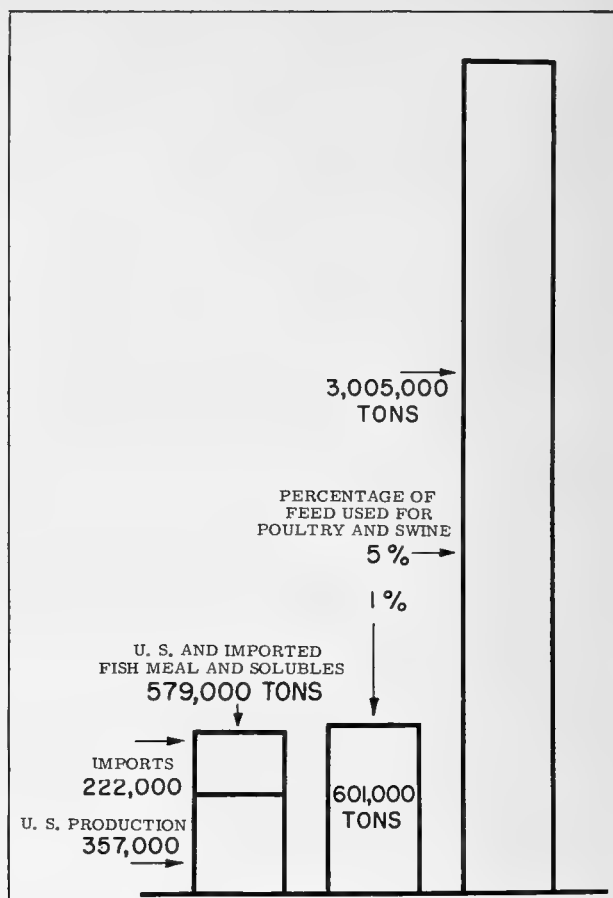 3,005,000
TONS
PERCENTAGE OF
FEED USED FOR
POULTRY AND SWINE
5%
1%
U. S. AND IMPORTED
FISH MEAL AND SOLUBLES
579,000 TONS
IMPORTS
222,000
601,000
TONS
U. S. PRODUCTION
357,000